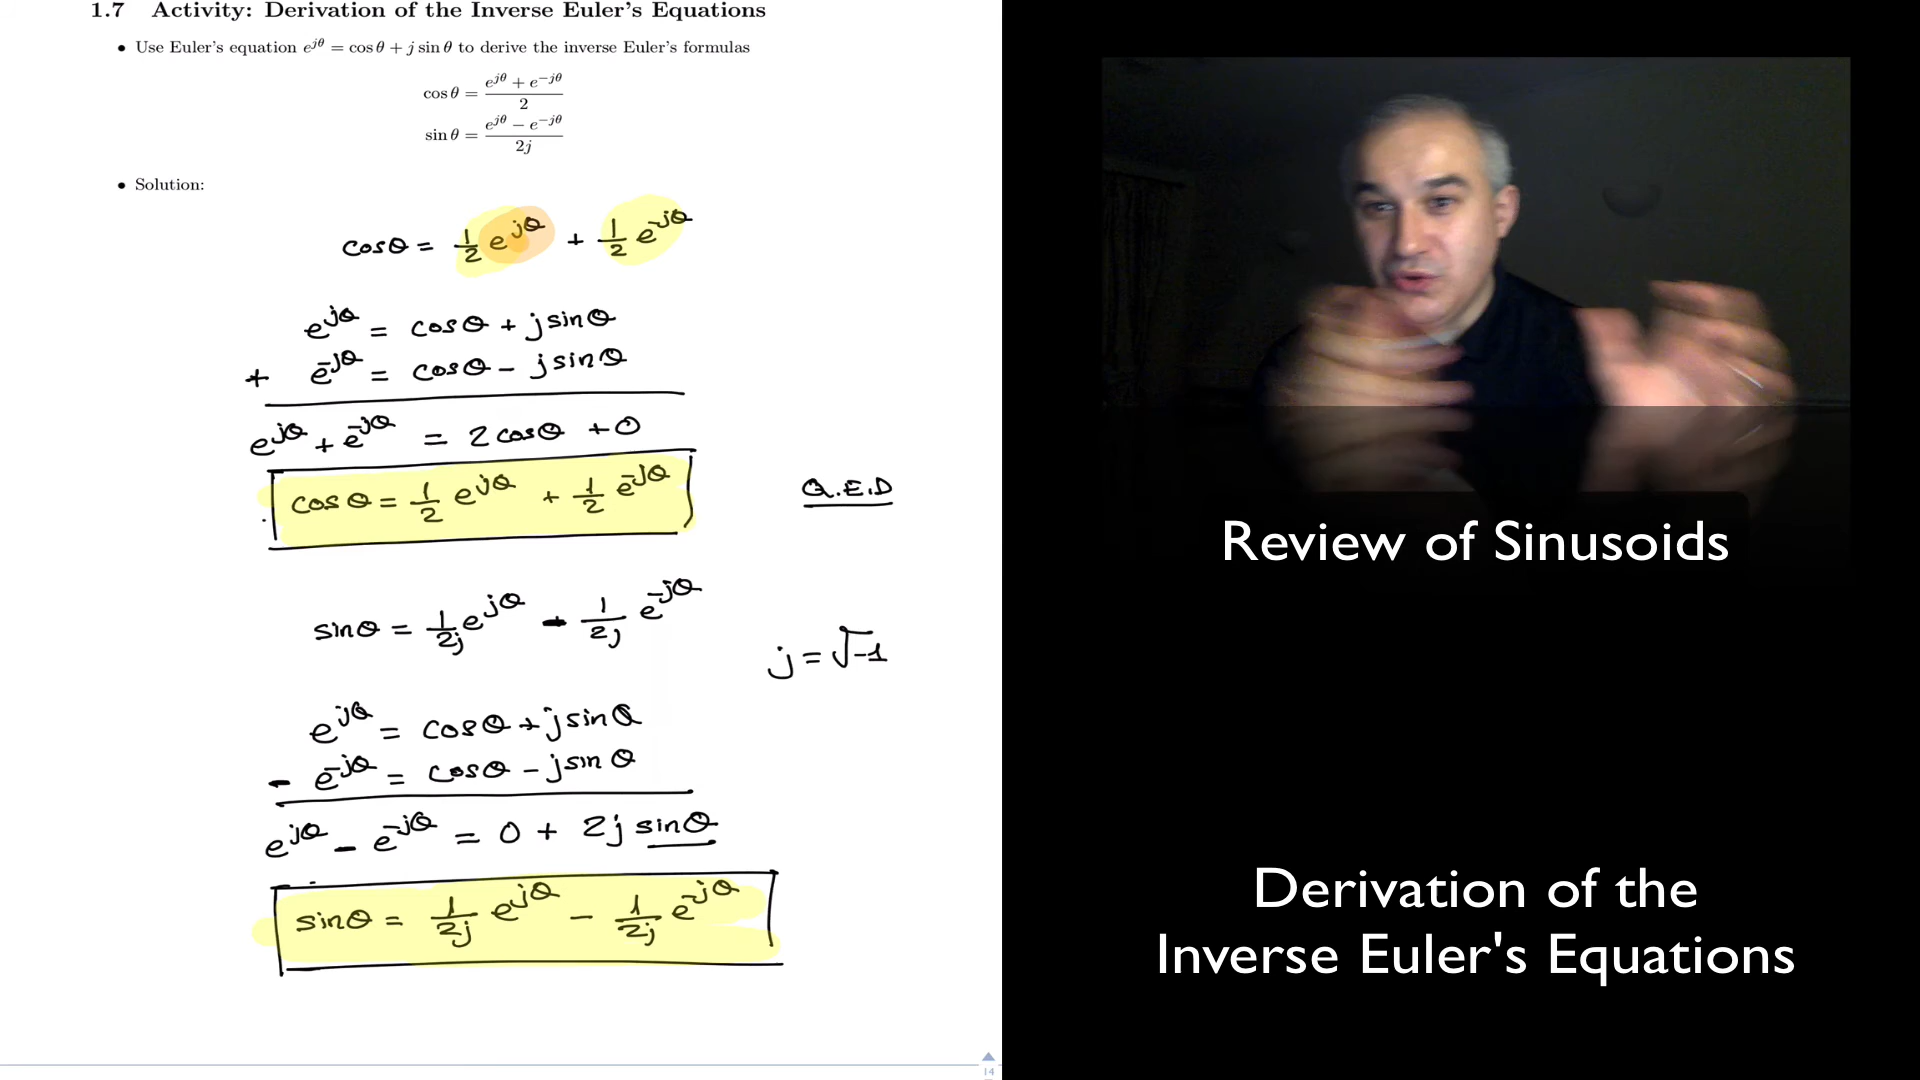 1.7 Activity: Derivation of the Inverse Euler's Equations
• Use Euler's equation e^{jθ} = cos θ + j sin θ to derive the inverse Euler's formulas
cos θ = (e^{jθ} + e^{−jθ})/2
sin θ = (e^{jθ} − e^{−jθ})/2j
• Solution:
cosθ = 1/2 e^{jθ} + 1/2 e^{-jθ}
e^{jθ} = cosθ + j sinθ
+ e^{-jθ} = cosθ - j sinθ
e^{jθ} + e^{-jθ} = 2 cosθ + 0
cosθ = 1/2 e^{jθ} + 1/2 e^{-jθ}
Q.E.D
sinθ = 1/2j e^{jθ} - 1/2j e^{-jθ}
j = √-1
e^{jθ} = cosθ + j sinθ
- e^{-jθ} = cosθ - j sinθ
e^{jθ} - e^{-jθ} = 0 + 2j sinθ
sinθ = 1/2j e^{jθ} - 1/2j e^{-jθ}
14
Review of Sinusoids
Derivation of the
Inverse Euler's Equations